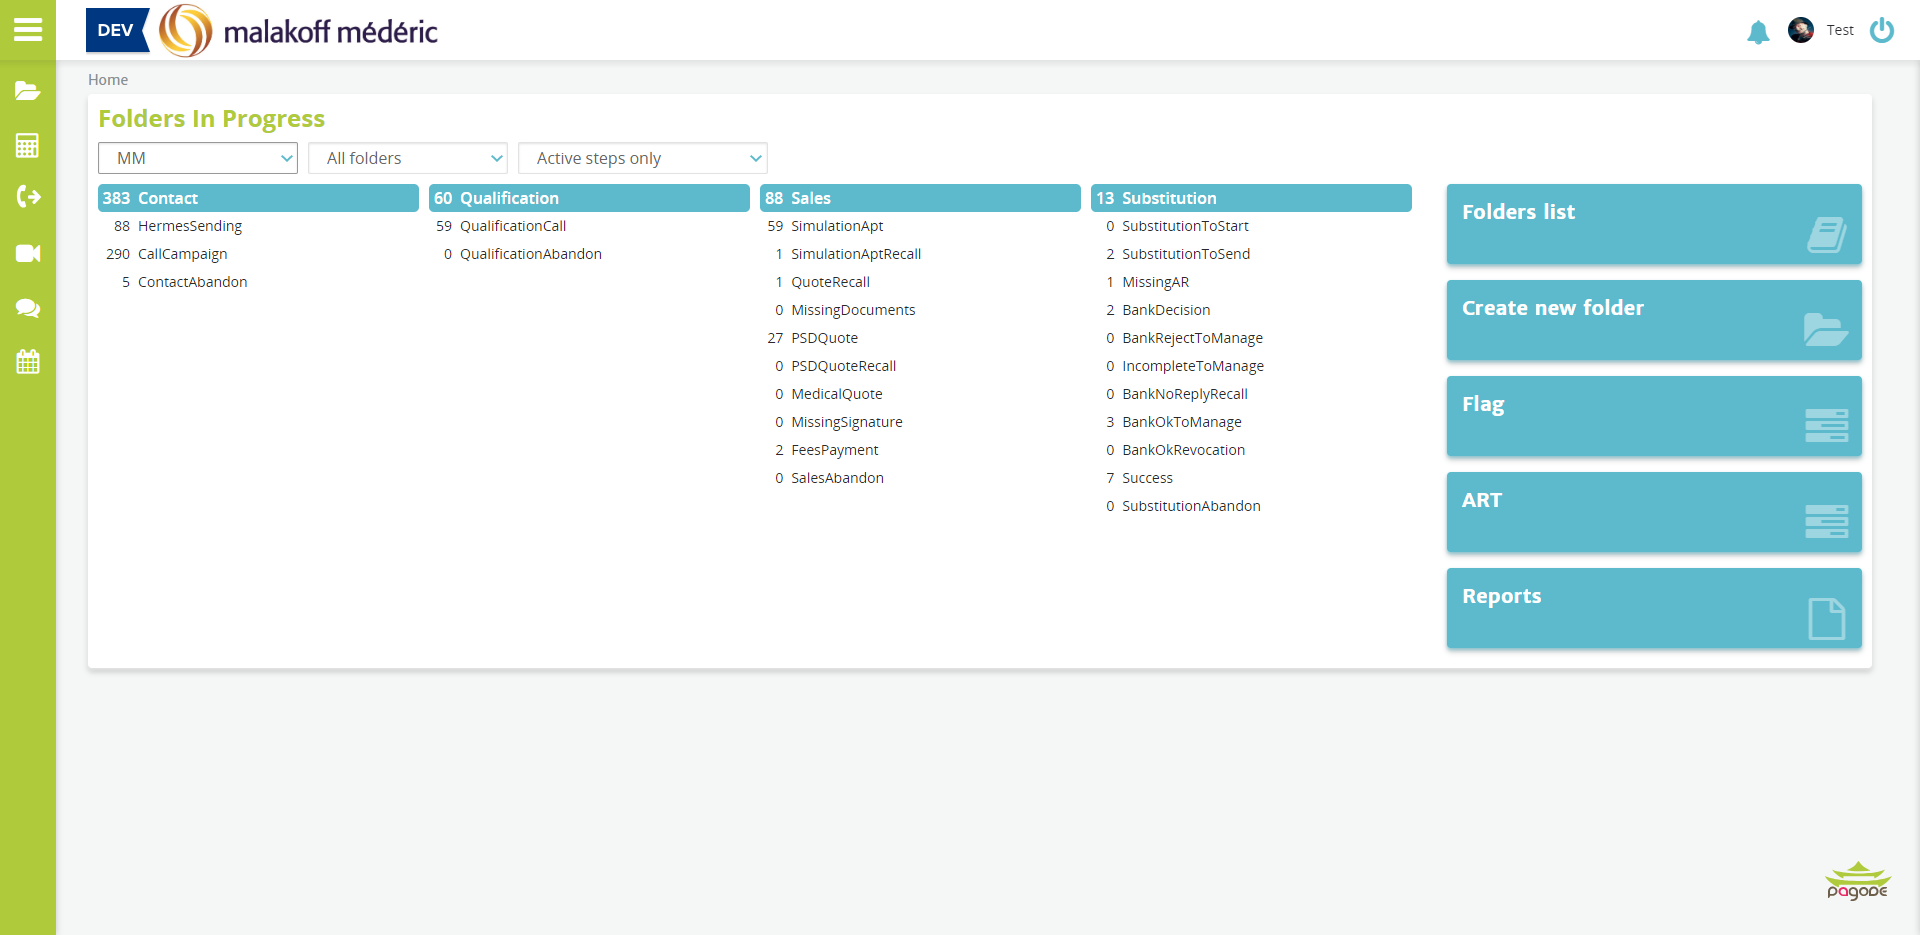 DEV
malakoff médéric
Test
Home
Folders In Progress
MM
All folders
Active steps only
383 Contact
88 HermesSending
290 CallCampaign
5 ContactAbandon
60 Qualification
59 QualificationCall
0 QualificationAbandon
88 Sales
59 SimulationApt
1 SimulationAptRecall
1 QuoteRecall
0 MissingDocuments
27 PSDQuote
0 PSDQuoteRecall
0 MedicalQuote
0 MissingSignature
2 FeesPayment
0 SalesAbandon
13 Substitution
0 SubstitutionToStart
2 SubstitutionToSend
1 MissingAR
2 BankDecision
0 BankRejectToManage
0 IncompleteToManage
0 BankNoReplyRecall
3 BankOkToManage
0 BankOkRevocation
7 Success
0 SubstitutionAbandon
Folders list
Create new folder
Flag
ART
Reports
pagode